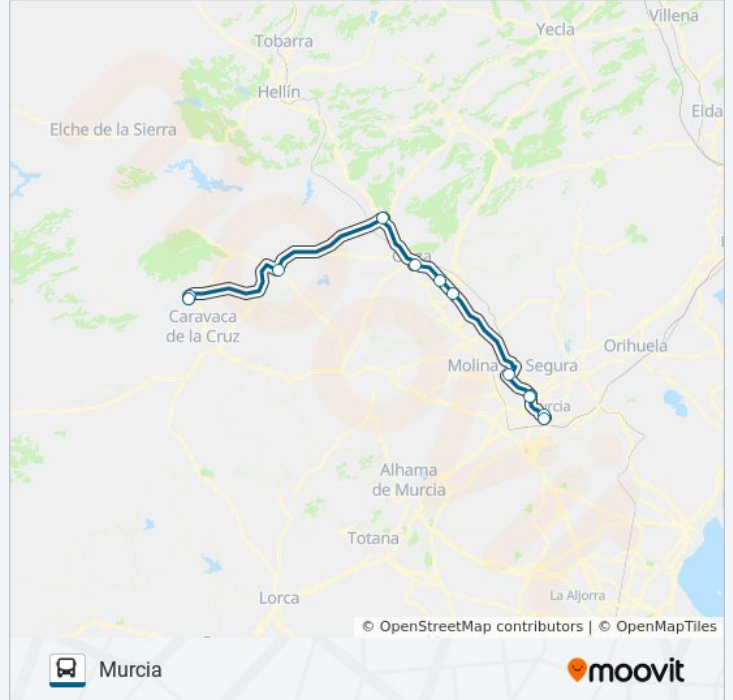 Villena
Yecla
Tobarra
Hellín
Elda
Elche de la Sierra
Caravaca
de la Cruz
Orihuela
Molina
Segura
Alhama
de Murcia
Totana
Lorca
La Aljorra
© OpenStreetMap contributors | © OpenMapTiles
Murcia
moovit